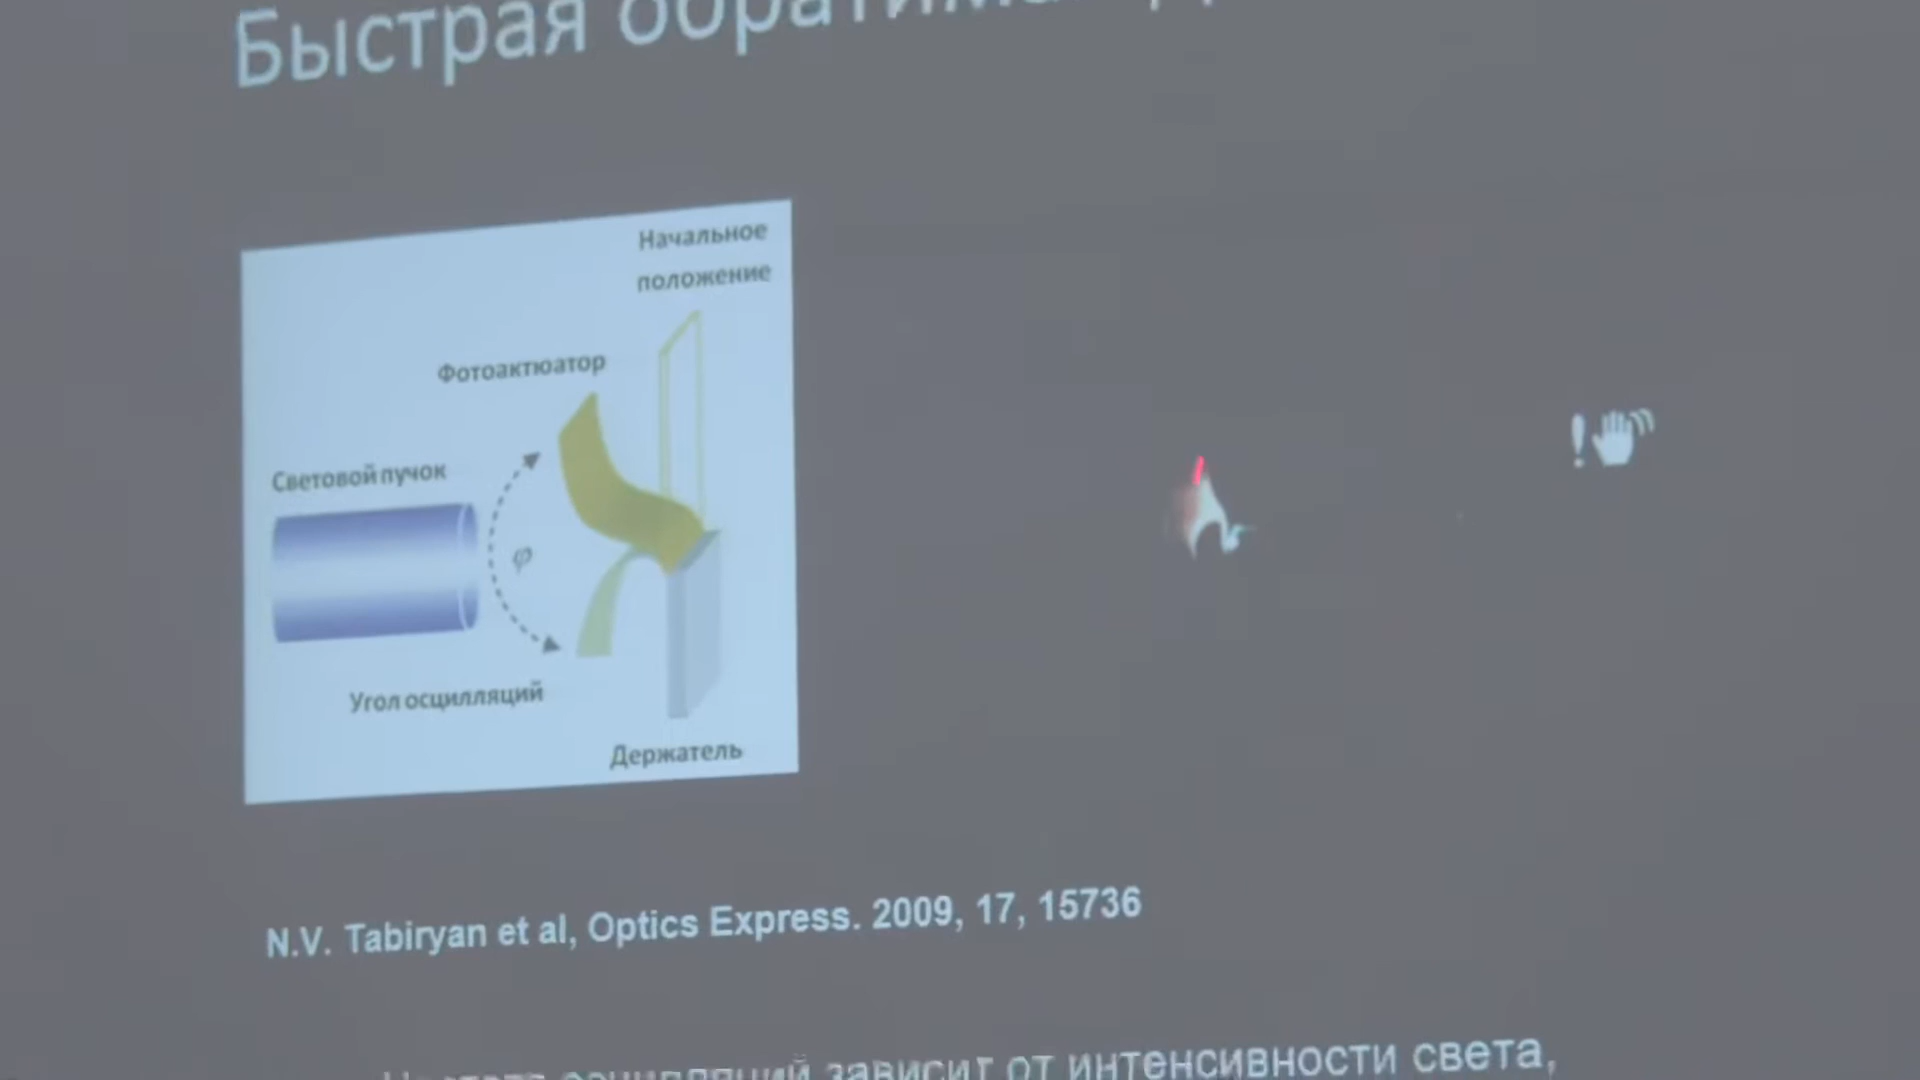 Быстрая
Начальное
положение
Фотоактюатор
Световой пучок
φ
Угол осцилляций
Держатель
N.V. Tabiryan et al, Optics Express. 2009, 17, 15736
осцилляций зависит от интенсивности света,